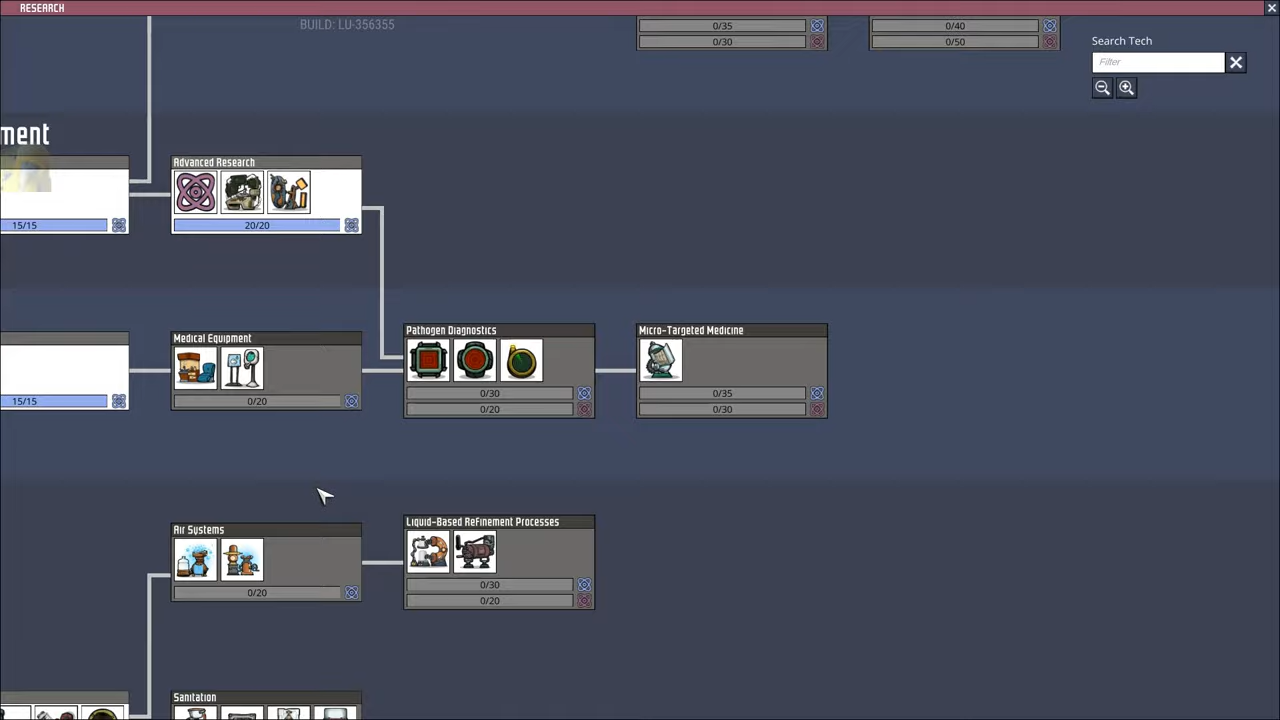 RESEARCH
BUILD: LU-356355
0/35
0/30
0/40
0/50
Search Tech
Filter
ment
Advanced Research
15/15
20/20
Medical Equipment
Pathogen Diagnostics
Micro-Targeted Medicine
15/15
0/20
0/30
0/20
0/35
0/30
Air Systems
Liquid-Based Refinement Processes
0/20
0/30
0/20
Sanitation